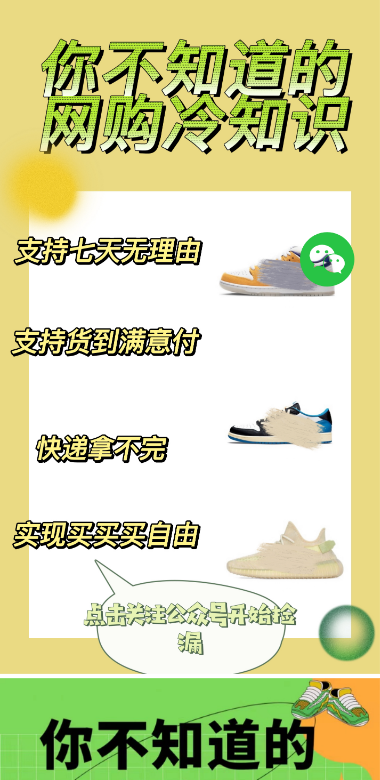 你不知道的
网购冷知识
支持七天无理由
支持货到满意付
快递拿不完
实现买买买自由
点击关注公众号开始捡
漏
你不知道的